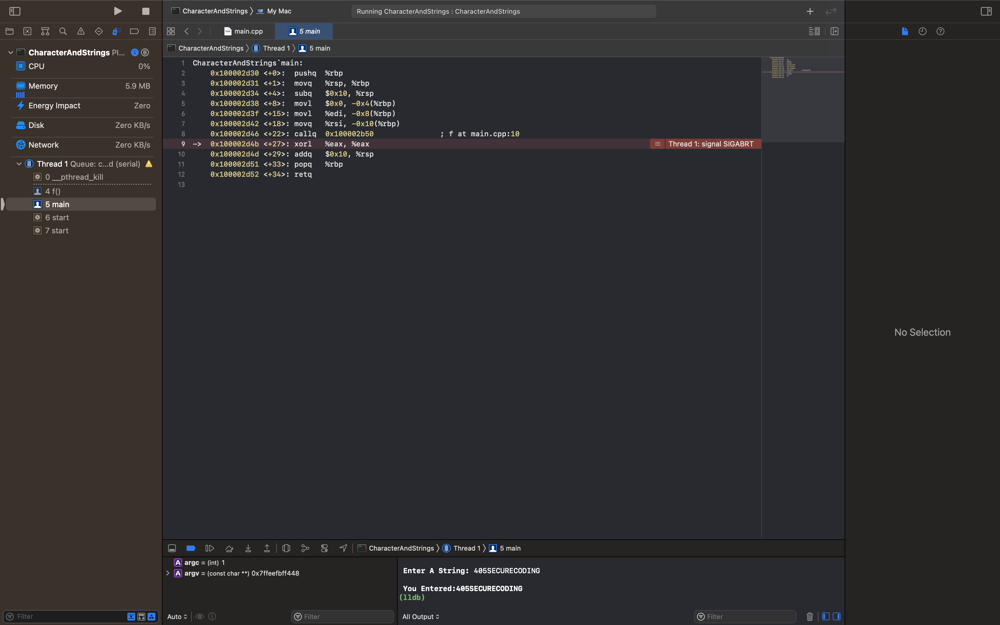 CharacterAndStrings 〉 My Mac
Running CharacterAndStrings : CharacterAndStrings
main.cpp
5 main
CharacterAndStrings 〉 Thread 1 〉 5 main
CharacterAndStrings PI...
CPU 0%
Memory 5.9 MB
Energy Impact Zero
Disk Zero KB/s
Network Zero KB/s
Thread 1 Queue: c...d (serial)
0 __pthread_kill
4 f()
5 main
6 start
7 start
1 CharacterAndStrings`main:
2 0x100002d30 <+0>: pushq %rbp
3 0x100002d31 <+1>: movq %rsp, %rbp
4 0x100002d34 <+4>: subq $0x10, %rsp
5 0x100002d38 <+8>: movl $0x0, -0x4(%rbp)
6 0x100002d3f <+15>: movl %edi, -0x8(%rbp)
7 0x100002d42 <+18>: movq %rsi, -0x10(%rbp)
8 0x100002d46 <+22>: callq 0x100002b50 ; f at main.cpp:10
9 -> 0x100002d4b <+27>: xorl %eax, %eax Thread 1: signal SIGABRT
10 0x100002d4d <+29>: addq $0x10, %rsp
11 0x100002d51 <+33>: popq %rbp
12 0x100002d52 <+34>: retq
13
No Selection
CharacterAndStrings 〉 Thread 1 〉 5 main
A argc = (int) 1
A argv = (const char **) 0x7ffeefbff448
Enter A String: 405SECURECODING
You Entered:405SECURECODING
(lldb)
Filter
Auto
Filter
All Output
Filter